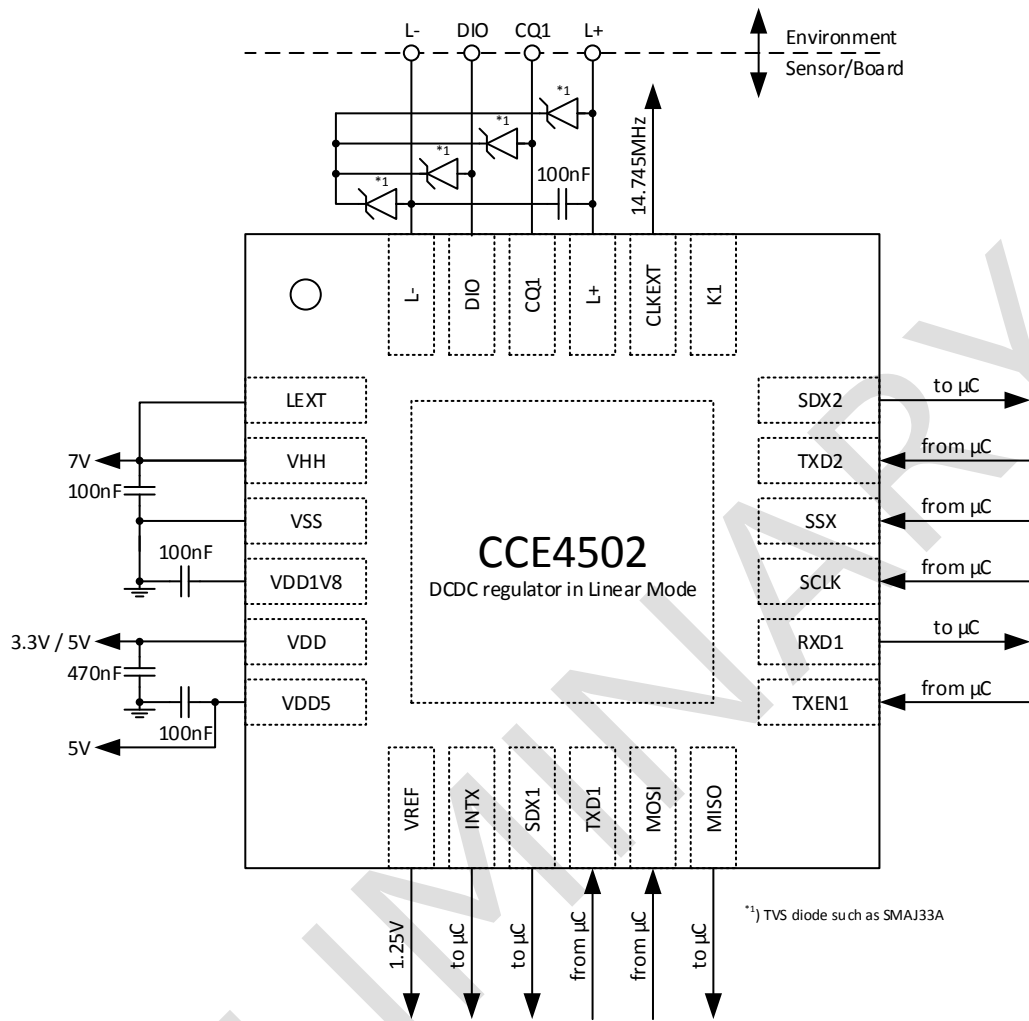 L- DIO CQ1 L+
Environment
Sensor/Board
*1
*1
*1
*1
100nF
14.745MHz
L- DIO CQ1 L+ CLKEXT K1
LEXT
SDX2
to µC
7V
VHH
TXD2
from µC
100nF
VSS
SSX
from µC
100nF
VDD1V8
CCE4502
DCDC regulator in Linear Mode
SCLK
from µC
3.3V / 5V
VDD
RXD1
to µC
470nF
VDD5
TXEN1
from µC
100nF
5V
VREF INTX SDX1 TXD1 MOSI MISO
1.25V to µC to µC from µC from µC to µC
*1) TVS diode such as SMAJ33A